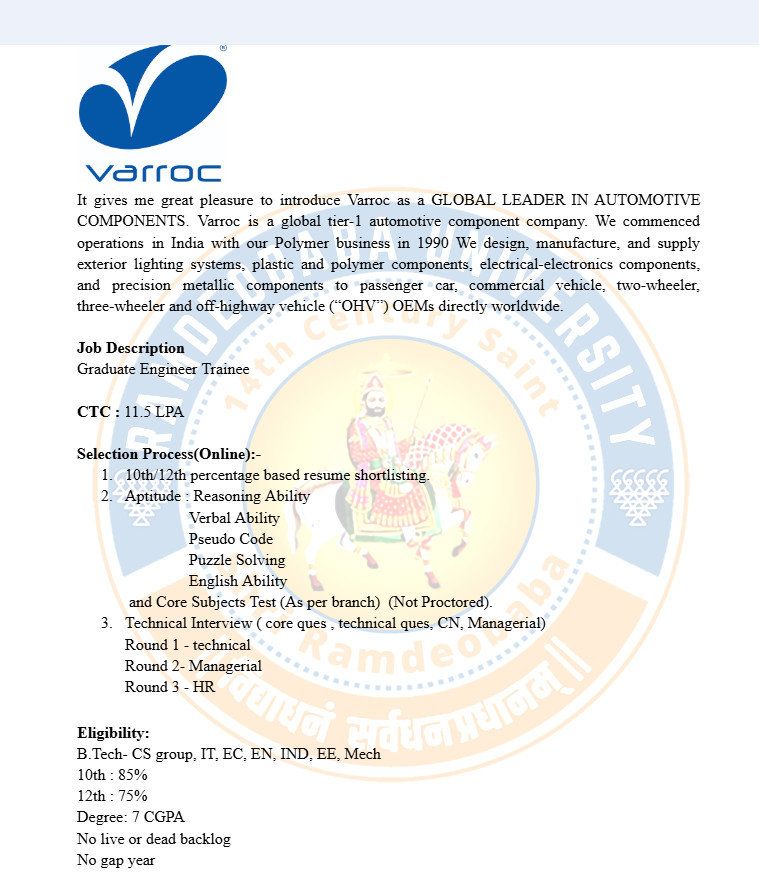 ®
varroc
It gives me great pleasure to introduce Varroc as a GLOBAL LEADER IN AUTOMOTIVE
COMPONENTS. Varroc is a global tier-1 automotive component company. We commenced
operations in India with our Polymer business in 1990 We design, manufacture, and supply
exterior lighting systems, plastic and polymer components, electrical-electronics components,
and precision metallic components to passenger car, commercial vehicle, two-wheeler,
three-wheeler and off-highway vehicle (“OHV”) OEMs directly worldwide.
Job Description
Graduate Engineer Trainee
CTC : 11.5 LPA
Selection Process(Online):-
1. 10th/12th percentage based resume shortlisting.
2. Aptitude : Reasoning Ability
Verbal Ability
Pseudo Code
Puzzle Solving
English Ability
and Core Subjects Test (As per branch) (Not Proctored).
3. Technical Interview ( core ques , technical ques, CN, Managerial)
Round 1 - technical
Round 2- Managerial
Round 3 - HR
Eligibility:
B.Tech- CS group, IT, EC, EN, IND, EE, Mech
10th : 85%
12th : 75%
Degree: 7 CGPA
No live or dead backlog
No gap year
RAMDEOBABA UNIVERSITY
14th Century Saint
Shri Ramdeobaba
विद्याधनं सर्वधनप्रधानम् ||